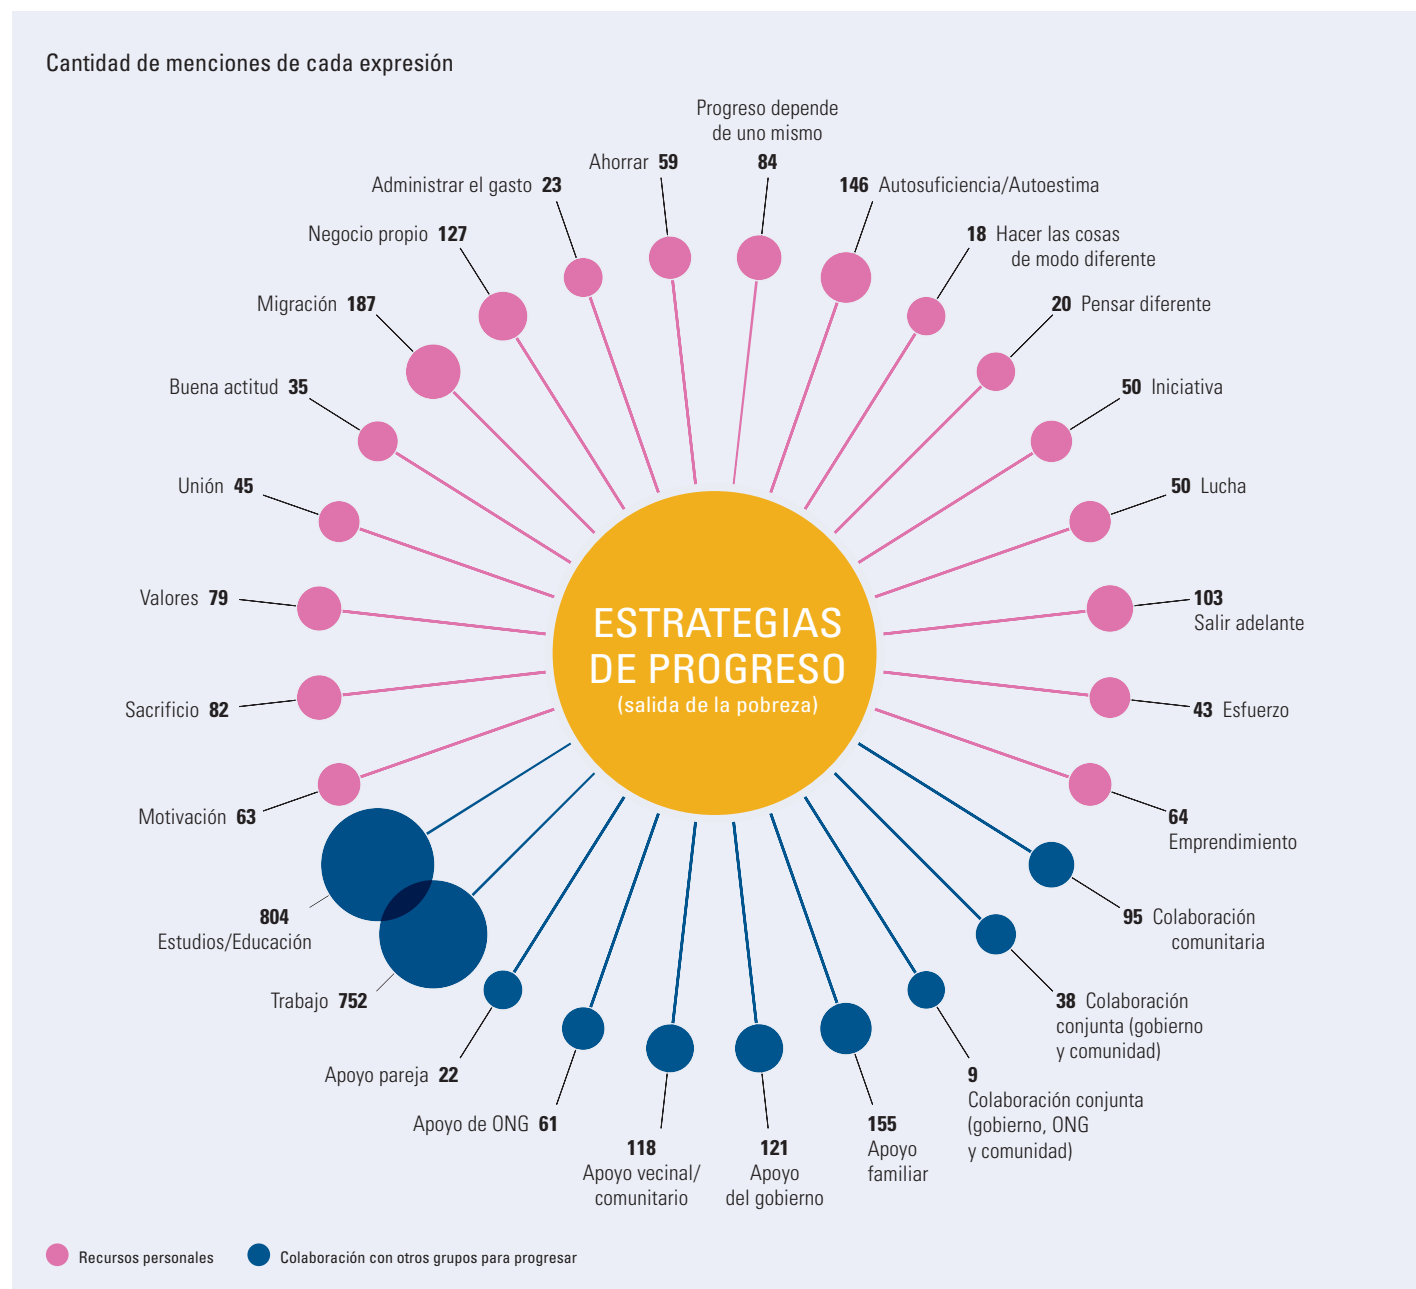 Cantidad de menciones de cada expresión
Progreso depende
de uno mismo
84
Ahorrar 59
Administrar el gasto 23
146 Autosuficiencia/Autoestima
Negocio propio 127
18 Hacer las cosas
de modo diferente
Migración 187
20 Pensar diferente
Buena actitud 35
50 Iniciativa
Unión 45
50 Lucha
Valores 79
103
Salir adelante
ESTRATEGIAS
DE PROGRESO
(salida de la pobreza)
Sacrificio 82
43 Esfuerzo
Motivación 63
64
Emprendimiento
804
Estudios/Educación
95 Colaboración
comunitaria
Trabajo 752
38 Colaboración
conjunta (gobierno
y comunidad)
Apoyo pareja 22
9
Colaboración conjunta
(gobierno, ONG
y comunidad)
Apoyo de ONG 61
118
Apoyo vecinal/
comunitario
121
Apoyo
del gobierno
155
Apoyo
familiar
Recursos personales
Colaboración con otros grupos para progresar